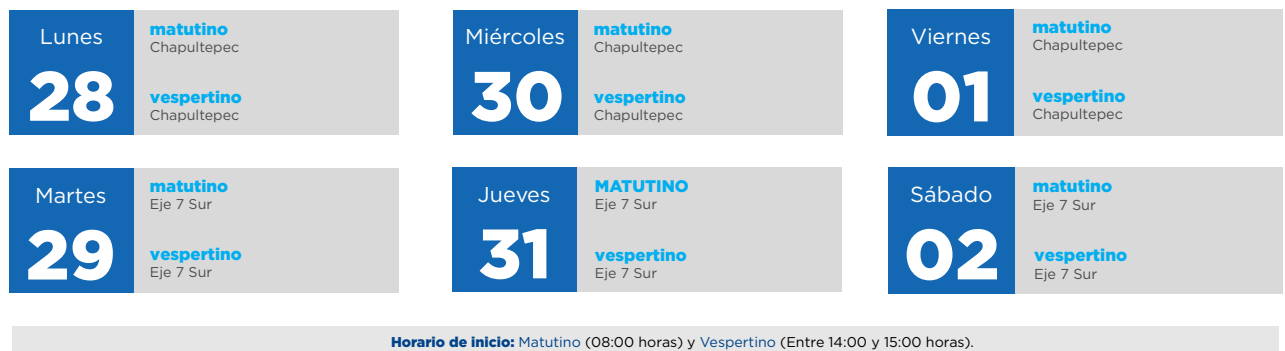 Lunes
28
matutino
Chapultepec
vespertino
Chapultepec
Miércoles
30
matutino
Chapultepec
vespertino
Chapultepec
Viernes
01
matutino
Chapultepec
vespertino
Chapultepec
Martes
29
matutino
Eje 7 Sur
vespertino
Eje 7 Sur
Jueves
31
MATUTINO
Eje 7 Sur
vespertino
Eje 7 Sur
Sábado
02
matutino
Eje 7 Sur
vespertino
Eje 7 Sur
Horario de inicio: Matutino (08:00 horas) y Vespertino (Entre 14:00 y 15:00 horas).